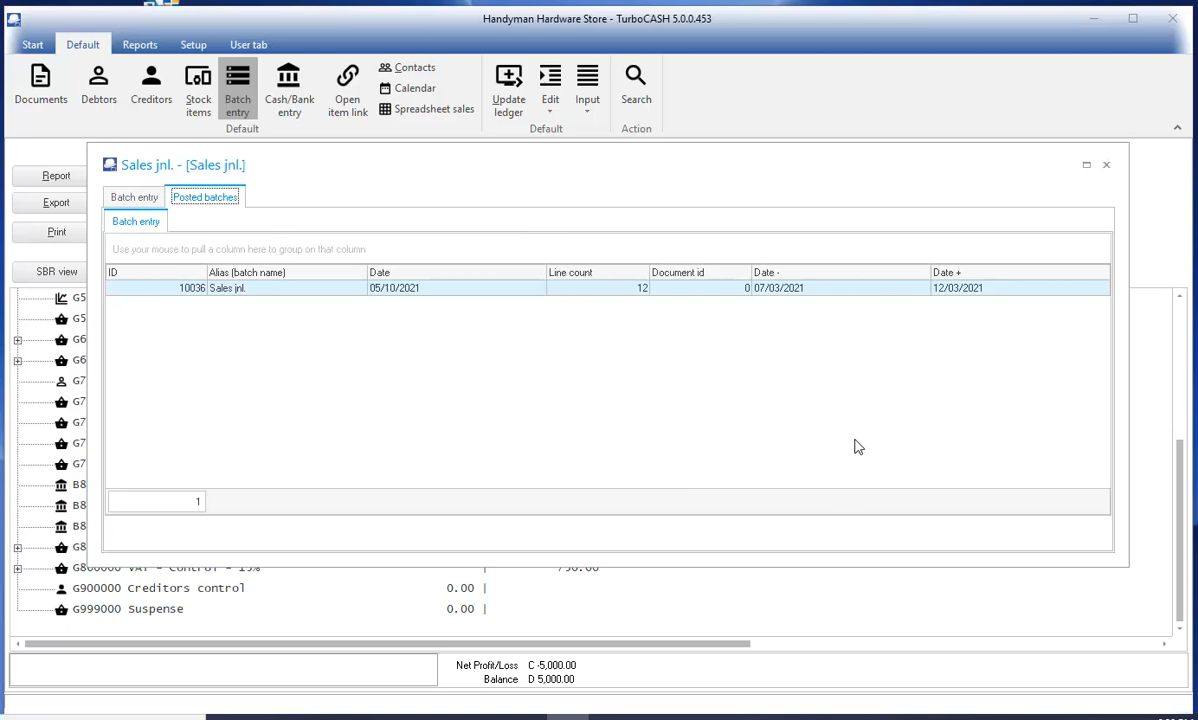 Handyman Hardware Store - TurboCASH 5.0.0.453
Start Default Reports Setup User tab
Documents Debtors Creditors Stock items Batch entry Cash/Bank entry Open item link
Contacts
Calendar
Spreadsheet sales
Update ledger Edit Input Search
Default Default Action
Sales jnl. - [Sales jnl.]
Report
Export
Print
SBR view
Batch entry Posted batches
Batch entry
Use your mouse to pull a column here to group on that column
ID Alias (batch name) Date Line count Document id Date - Date +
10036 Sales jnl. 05/10/2021 12 0 07/03/2021 12/03/2021
1
G5
G5
G6
G6
G7
G7
G7
G7
G7
B8
B8
B8
G8
G900000 Creditors control 0.00 |
G999000 Suspense 0.00 |
Net Profit/Loss C -5,000.00
Balance D 5,000.00